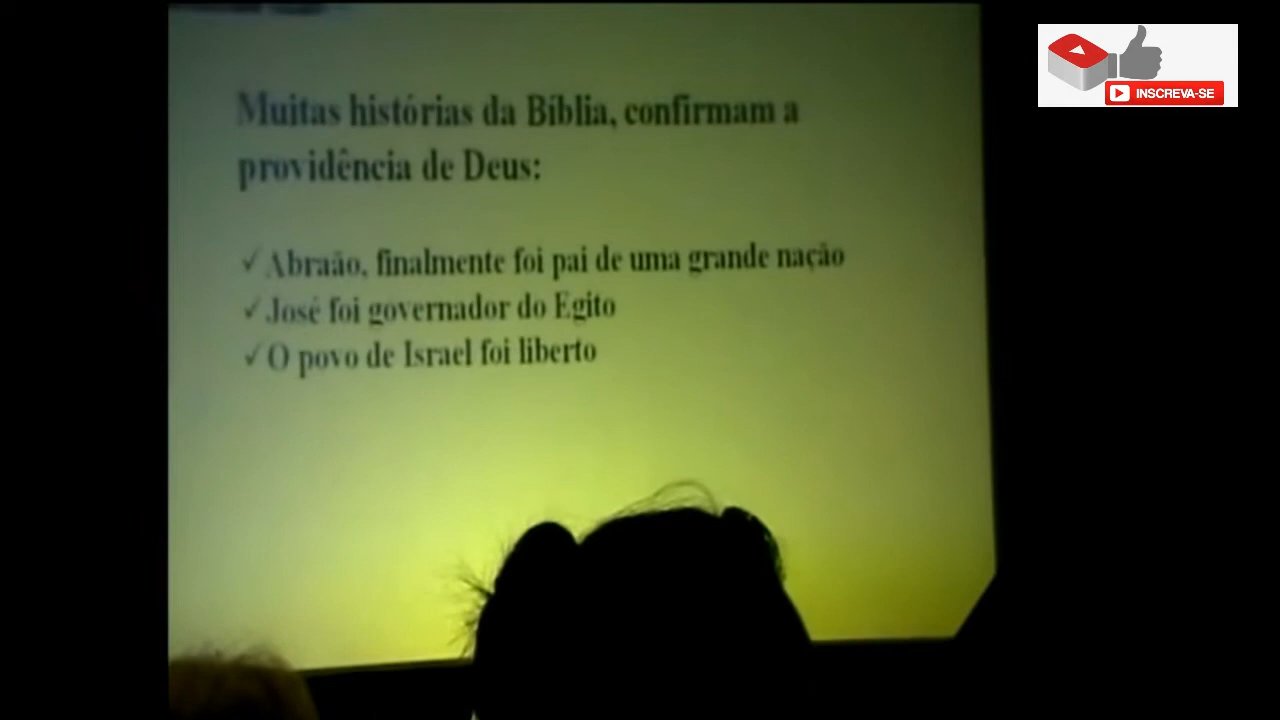 Muitas histórias da Bíblia, confirmam a
providência de Deus:
✓ Abraão, finalmente foi pai de uma grande nação
✓ José foi governador do Egito
✓ O povo de Israel foi liberto
INSCREVA-SE